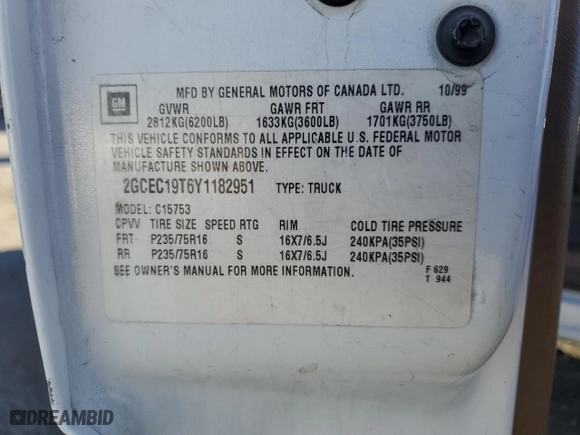 MFD BY GENERAL MOTORS OF CANADA LTD. 10/99
GM
GVWR GAWR FRT GAWR RR
2812KG(6200LB) 1633KG(3600LB) 1701KG(3750LB)
THIS VEHICLE CONFORMS TO ALL APPLICABLE U.S. FEDERAL MOTOR
VEHICLE SAFETY STANDARDS IN EFFECT ON THE DATE OF
MANUFACTURE SHOWN ABOVE.
2GCEC19T6Y1182951 TYPE: TRUCK
MODEL: C15753
CPVV TIRE SIZE SPEED RTG RIM COLD TIRE PRESSURE
FRT P235/75R16 S 16X7/6.5J 240KPA(35PSI)
RR P235/75R16 S 16X7/6.5J 240KPA(35PSI)
SEE OWNER'S MANUAL FOR MORE INFORMATION.
F 629
T 944
DREAMBID